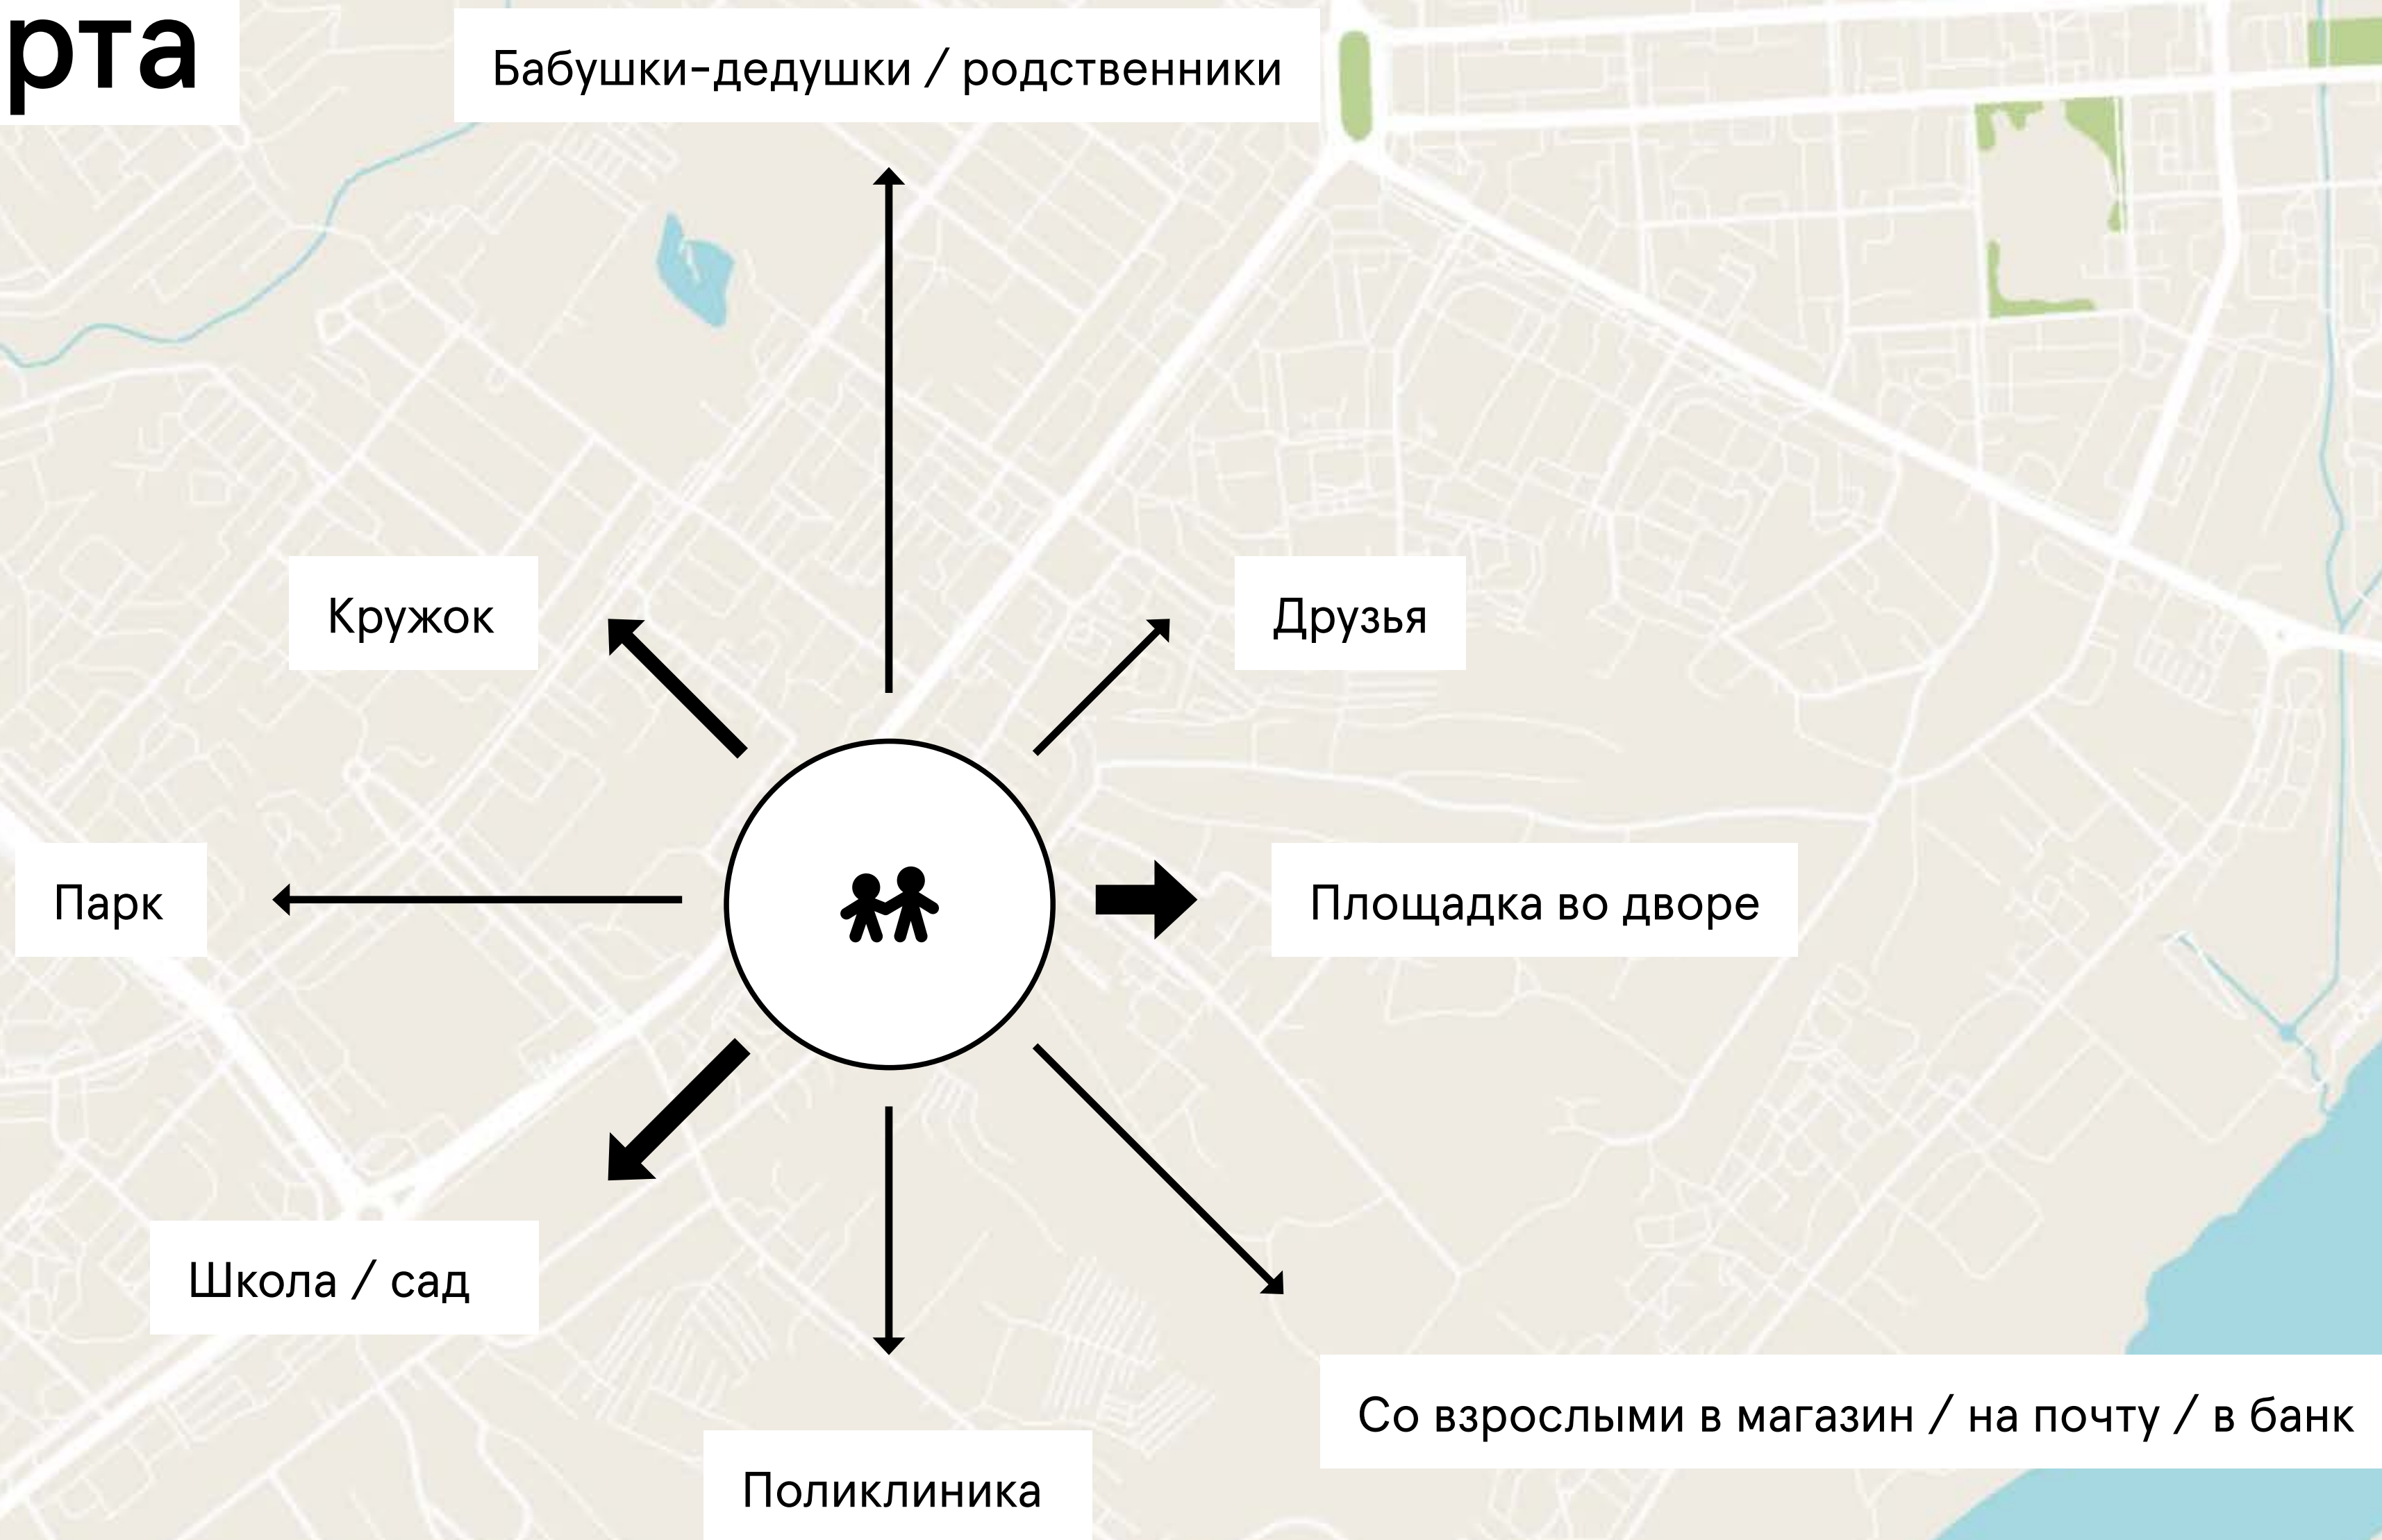 рта
Бабушки-дедушки / родственники
Кружок
Друзья
Парк
Площадка во дворе
Школа / сад
Со взрослыми в магазин / на почту / в банк
Поликлиника